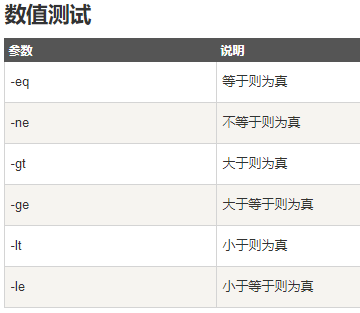 数值测试
参数 说明
-eq 等于则为真
-ne 不等于则为真
-gt 大于则为真
-ge 大于等于则为真
-lt 小于则为真
-le 小于等于则为真